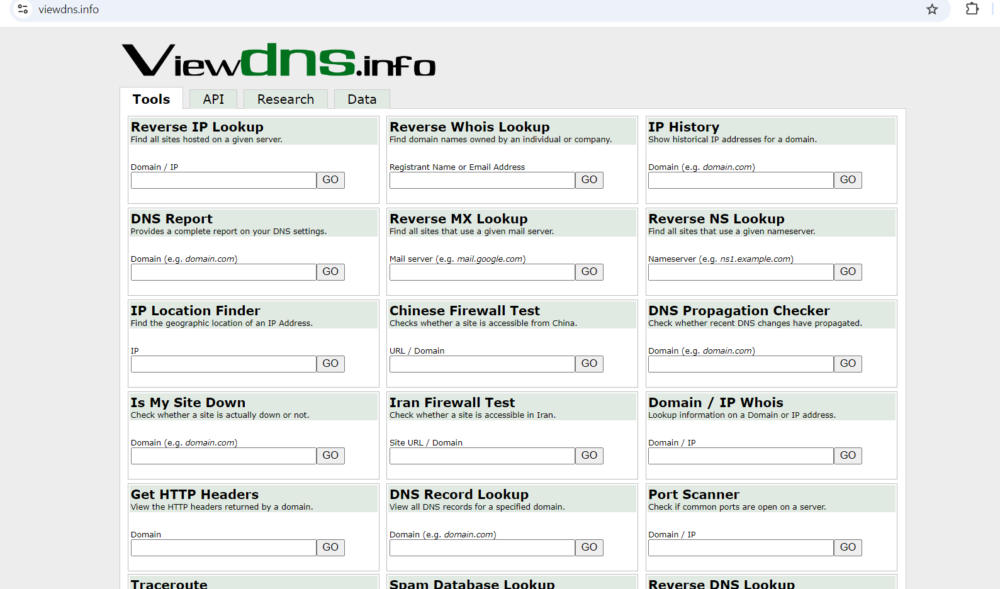 viewdns.info
Viewdns.info
Tools
API
Research
Data
Reverse IP Lookup
Find all sites hosted on a given server.
Domain / IP
GO
Reverse Whois Lookup
Find domain names owned by an individual or company.
Registrant Name or Email Address
GO
IP History
Show historical IP addresses for a domain.
Domain (e.g. domain.com)
GO
DNS Report
Provides a complete report on your DNS settings.
Domain (e.g. domain.com)
GO
Reverse MX Lookup
Find all sites that use a given mail server.
Mail server (e.g. mail.google.com)
GO
Reverse NS Lookup
Find all sites that use a given nameserver.
Nameserver (e.g. ns1.example.com)
GO
IP Location Finder
Find the geographic location of an IP Address.
IP
GO
Chinese Firewall Test
Checks whether a site is accessible from China.
URL / Domain
GO
DNS Propagation Checker
Check whether recent DNS changes have propagated.
Domain (e.g. domain.com)
GO
Is My Site Down
Check whether a site is actually down or not.
Domain (e.g. domain.com)
GO
Iran Firewall Test
Check whether a site is accessible in Iran.
Site URL / Domain
GO
Domain / IP Whois
Lookup information on a Domain or IP address.
Domain / IP
GO
Get HTTP Headers
View the HTTP headers returned by a domain.
Domain
GO
DNS Record Lookup
View all DNS records for a specified domain.
Domain (e.g. domain.com)
GO
Port Scanner
Check if common ports are open on a server.
Domain / IP
GO
Traceroute
Spam Database Lookup
Reverse DNS Lookup